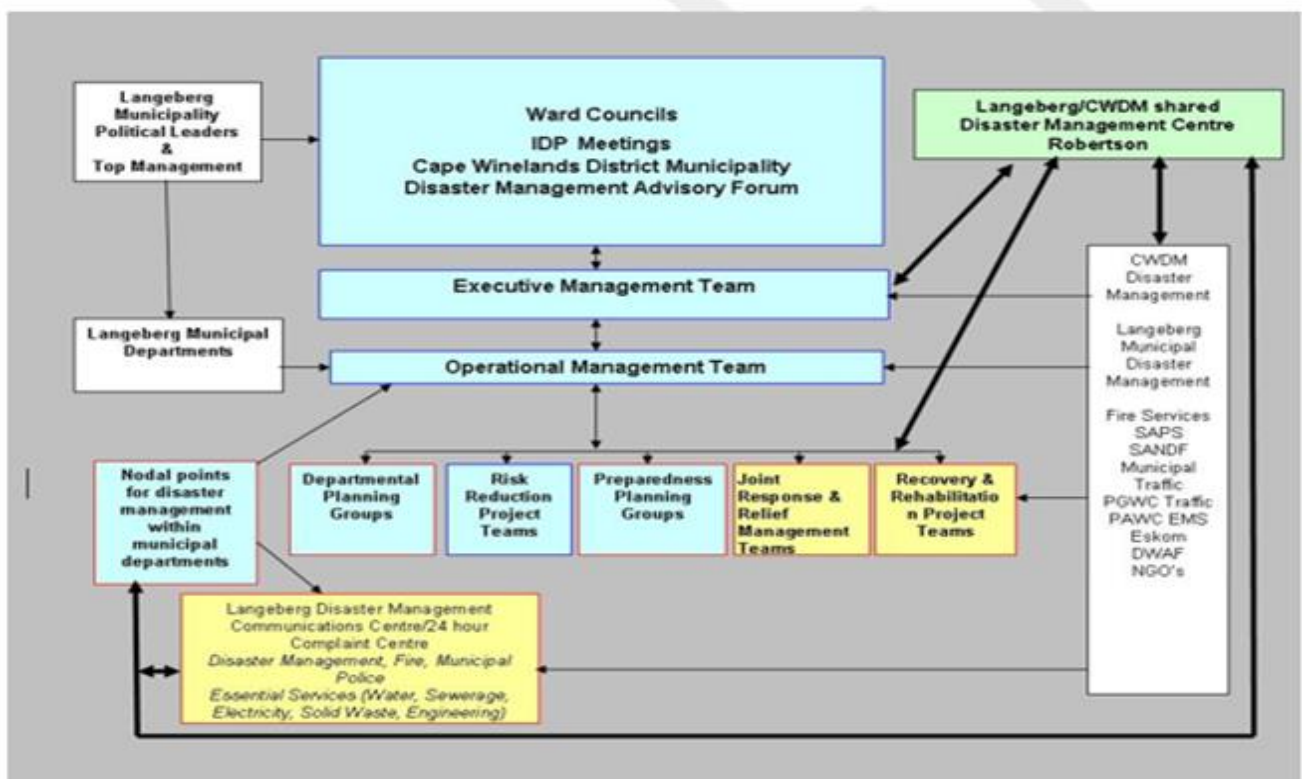 Langeberg
Municipality
Political Leaders
&
Top Management
Ward Councils
IDP Meetings
Cape Winelands District Municipality
Disaster Management Advisory Forum
Langeberg/CWDM shared
Disaster Management Centre
Robertson
Executive Management Team
Langeberg Municipal
Departments
Operational Management Team
CWDM
Disaster
Management
Langeberg
Municipal
Disaster
Management
Fire Services
SAPS
SANDF
Municipal
Traffic
PGWC Traffic
PAWC EMS
Eskom
DWAF
NGO's
Nodal points
for disaster
management
within
municipal
departments
Departmental
Planning
Groups
Risk
Reduction
Project
Teams
Preparedness
Planning
Groups
Joint
Response &
Relief
Management
Teams
Recovery &
Rehabilitatio
n Project
Teams
Langeberg Disaster Management
Communications Centre/24 hour
Complaint Centre
Disaster Management, Fire, Municipal
Police
Essential Services (Water, Sewerage,
Electricity, Solid Waste, Engineering)